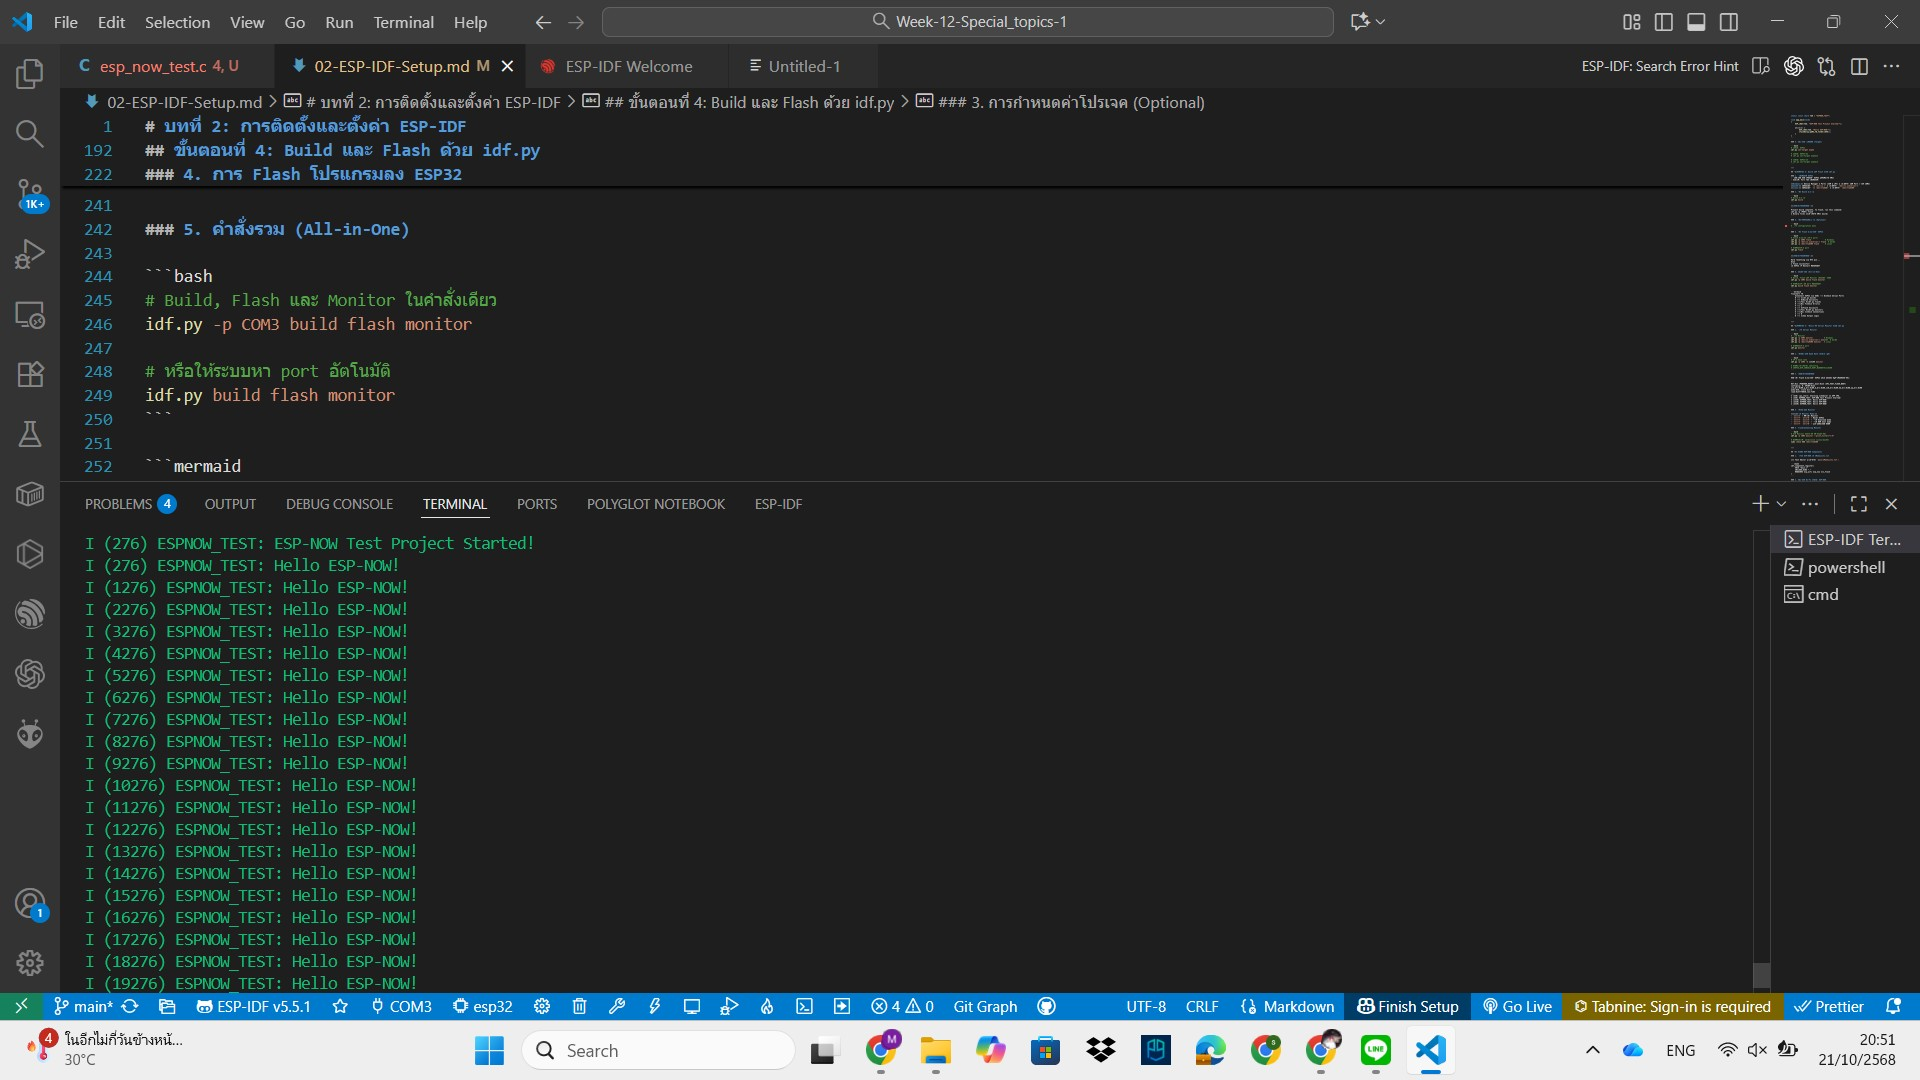 File Edit Selection View Go Run Terminal Help
Week-12-Special_topics-1
esp_now_test.c 4, U
02-ESP-IDF-Setup.md M
ESP-IDF Welcome
Untitled-1
ESP-IDF: Search Error Hint
02-ESP-IDF-Setup.md > # บทที่ 2: การติดตั้งและตั้งค่า ESP-IDF > ## ขั้นตอนที่ 4: Build และ Flash ด้วย idf.py > ### 3. การกำหนดค่าโปรเจค (Optional)
1 # บทที่ 2: การติดตั้งและตั้งค่า ESP-IDF
192 ## ขั้นตอนที่ 4: Build และ Flash ด้วย idf.py
222 ### 4. การ Flash โปรแกรมลง ESP32
241
242 ### 5. คำสั่งรวม (All-in-One)
243
244 ```bash
245 # Build, Flash และ Monitor ในคำสั่งเดียว
246 idf.py -p COM3 build flash monitor
247
248 # หรือให้ระบบหา port อัตโนมัติ
249 idf.py build flash monitor
250 ```
251
252 ```mermaid
PROBLEMS 4 OUTPUT DEBUG CONSOLE TERMINAL PORTS POLYGLOT NOTEBOOK ESP-IDF
I (276) ESPNOW_TEST: ESP-NOW Test Project Started!
I (276) ESPNOW_TEST: Hello ESP-NOW!
I (1276) ESPNOW_TEST: Hello ESP-NOW!
I (2276) ESPNOW_TEST: Hello ESP-NOW!
I (3276) ESPNOW_TEST: Hello ESP-NOW!
I (4276) ESPNOW_TEST: Hello ESP-NOW!
I (5276) ESPNOW_TEST: Hello ESP-NOW!
I (6276) ESPNOW_TEST: Hello ESP-NOW!
I (7276) ESPNOW_TEST: Hello ESP-NOW!
I (8276) ESPNOW_TEST: Hello ESP-NOW!
I (9276) ESPNOW_TEST: Hello ESP-NOW!
I (10276) ESPNOW_TEST: Hello ESP-NOW!
I (11276) ESPNOW_TEST: Hello ESP-NOW!
I (12276) ESPNOW_TEST: Hello ESP-NOW!
I (13276) ESPNOW_TEST: Hello ESP-NOW!
I (14276) ESPNOW_TEST: Hello ESP-NOW!
I (15276) ESPNOW_TEST: Hello ESP-NOW!
I (16276) ESPNOW_TEST: Hello ESP-NOW!
I (17276) ESPNOW_TEST: Hello ESP-NOW!
I (18276) ESPNOW_TEST: Hello ESP-NOW!
I (19276) ESPNOW_TEST: Hello ESP-NOW!
ESP-IDF Ter...
powershell
cmd
1K+
1
main* ESP-IDF v5.5.1 COM3 esp32 4 0 Git Graph UTF-8 CRLF {} Markdown Finish Setup Go Live Tabnine: Sign-in is required Prettier
4
ในอีกไม่กี่วันข้างหน้...
30°C
Search
M
LINE
ENG
20:51
21/10/2568